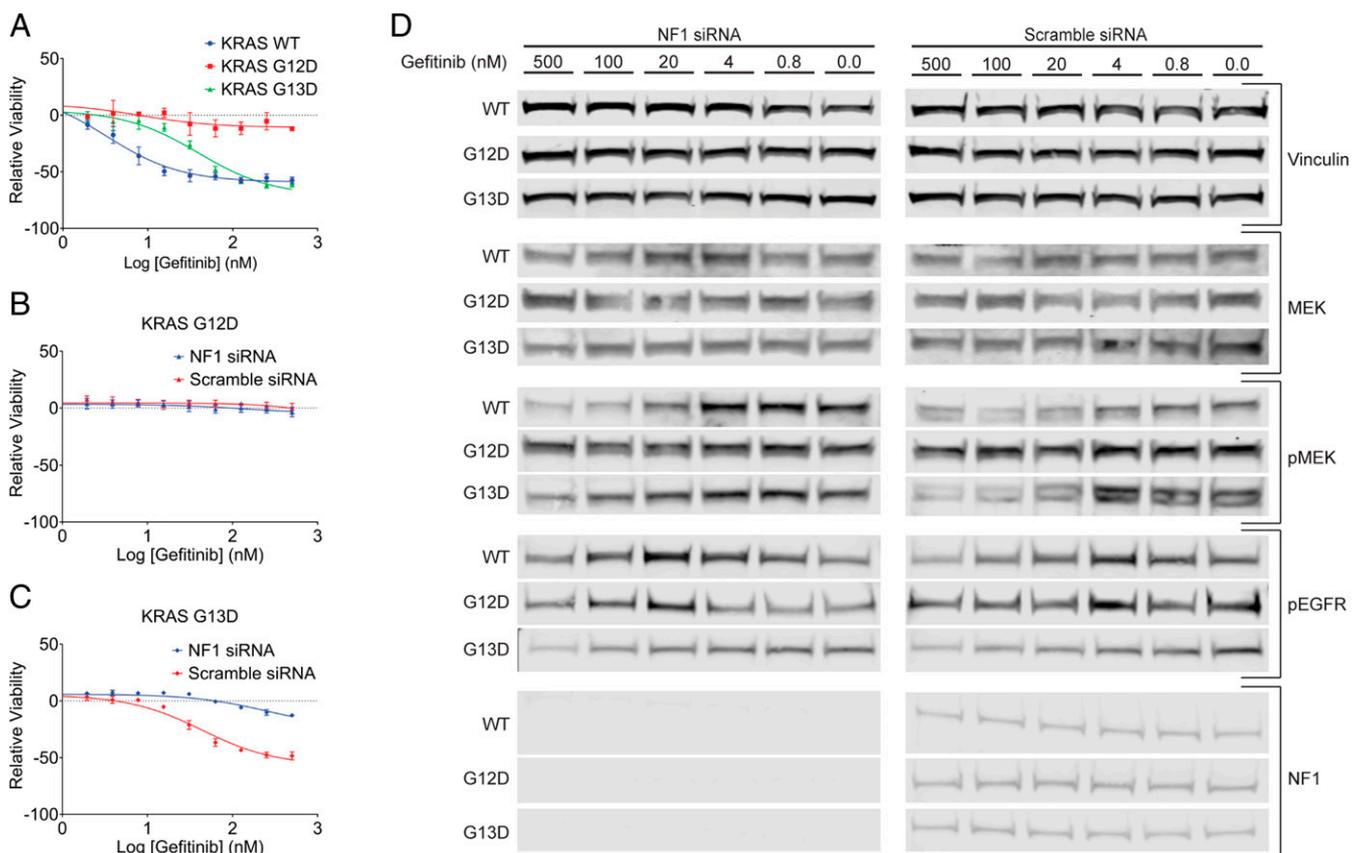 A
KRAS WT
KRAS G12D
KRAS G13D
50
0
-50
-100
Relative Viability
0 1 2 3
Log [Gefitinib] (nM)
B
KRAS G12D
NF1 siRNA
Scramble siRNA
50
0
-50
-100
Relative Viability
0 1 2 3
Log [Gefitinib] (nM)
C
KRAS G13D
NF1 siRNA
Scramble siRNA
50
0
-50
-100
Relative Viability
0 1 2 3
Log [Gefitinib] (nM)
D
NF1 siRNA Scramble siRNA
Gefitinib (nM) 500 100 20 4 0.8 0.0 500 100 20 4 0.8 0.0
WT
G12D Vinculin
G13D
WT
G12D MEK
G13D
WT
G12D pMEK
G13D
WT
G12D pEGFR
G13D
WT
G12D NF1
G13D